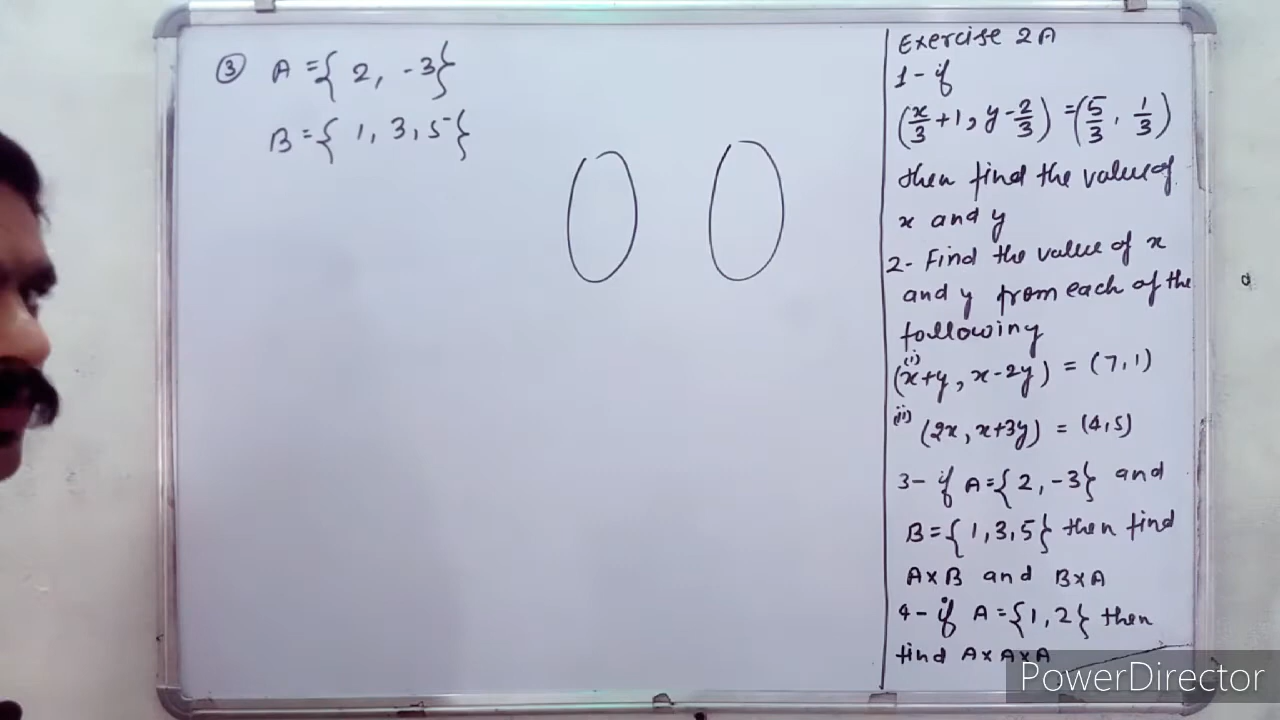 ③ A = { 2, -3}
B = { 1, 3, 5}
Exercise 2A
1- if
(x/3 + 1, y - 2/3) = (5/3, 1/3)
then find the value of
x and y
2- Find the value of x
and y from each of the
following
(i) (x+y, x-2y) = (7,1)
(ii) (2x, x+3y) = (4,5)
3- if A={2,-3} and
B={1,3,5} then find
A×B and B×A
4- if A={1,2} then
find A×A×A
PowerDirector